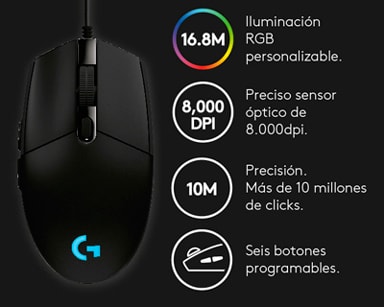 16.8M
Iluminación
RGB
personalizable.
8,000
DPI
Preciso sensor
óptico de
8.000dpi.
10M
Precisión.
Más de 10 millones
de clicks.
Seis botones
programables.
G